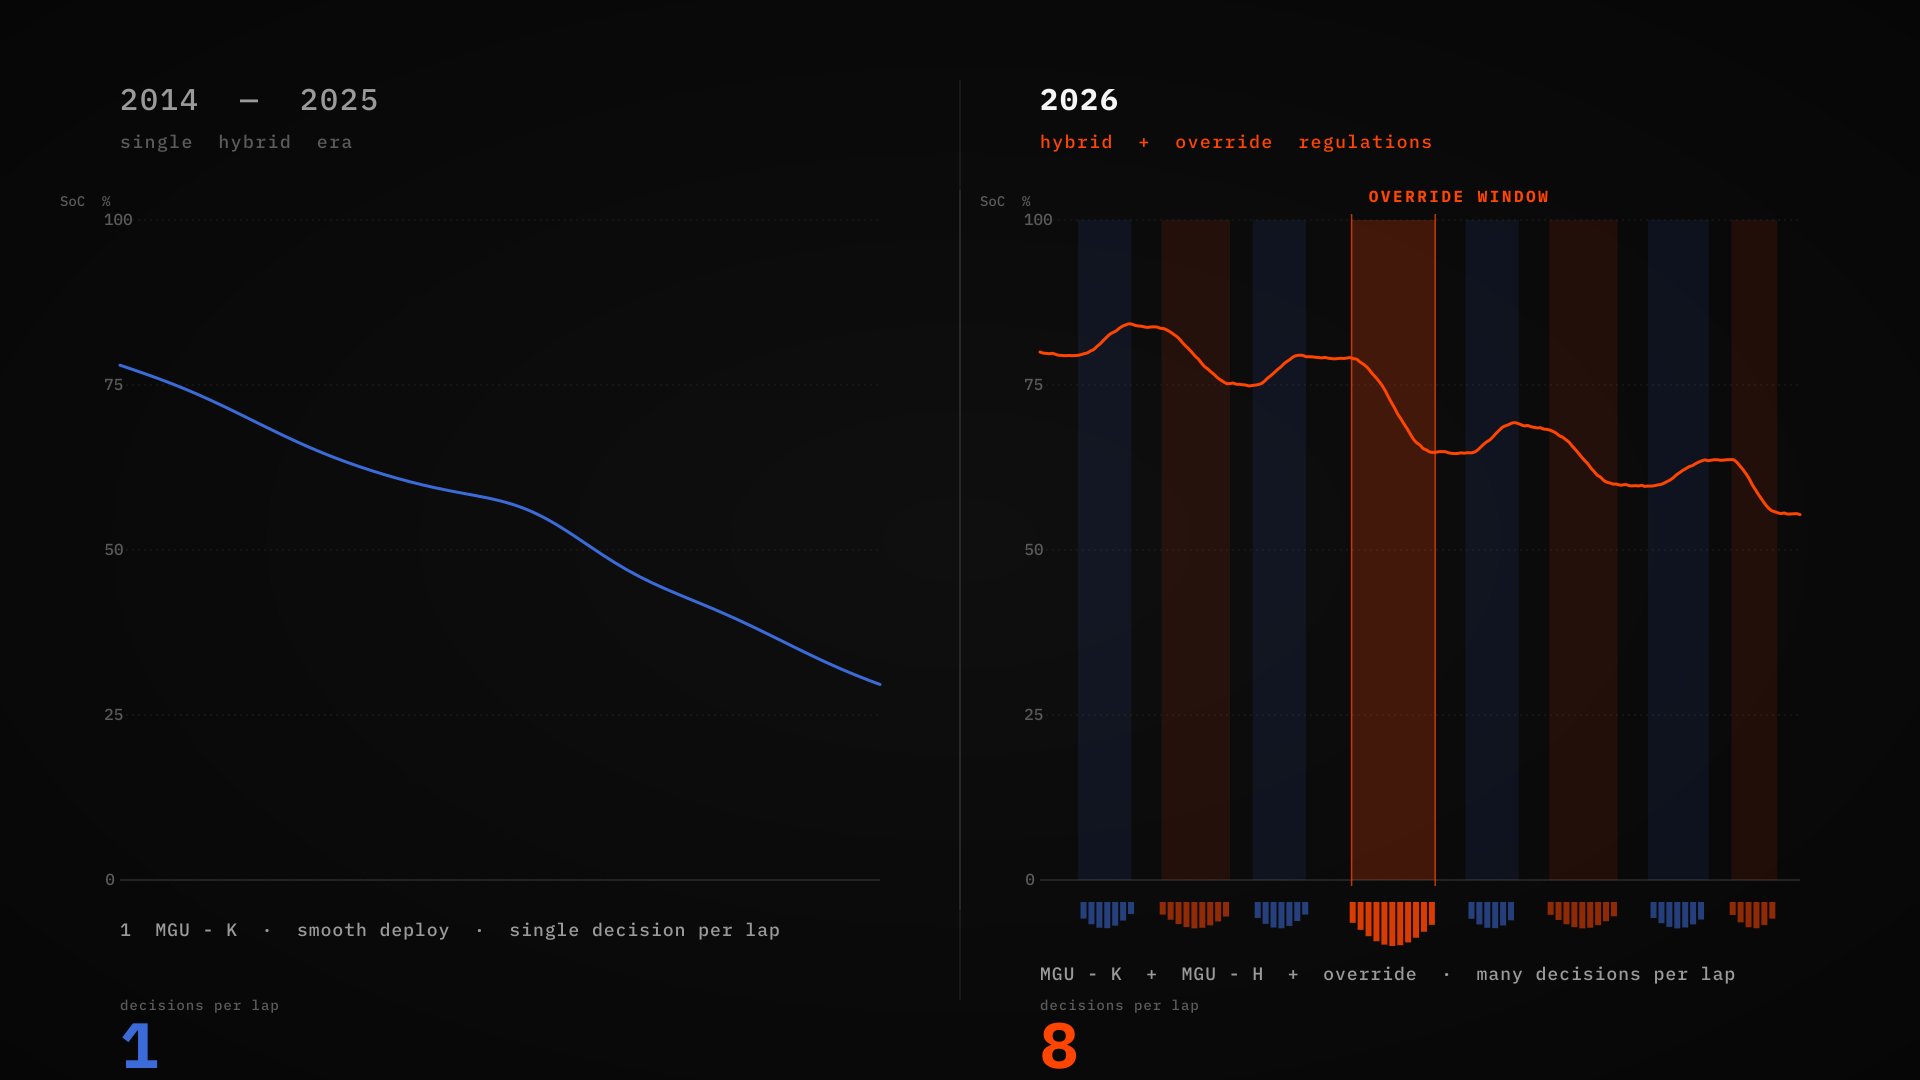 2014 — 2025
single hybrid era
SoC %
100
75
50
25
0
1 MGU - K · smooth deploy · single decision per lap
decisions per lap
1
2026
hybrid + override regulations
OVERRIDE WINDOW
SoC %
100
75
50
25
0
MGU - K + MGU - H + override · many decisions per lap
decisions per lap
8